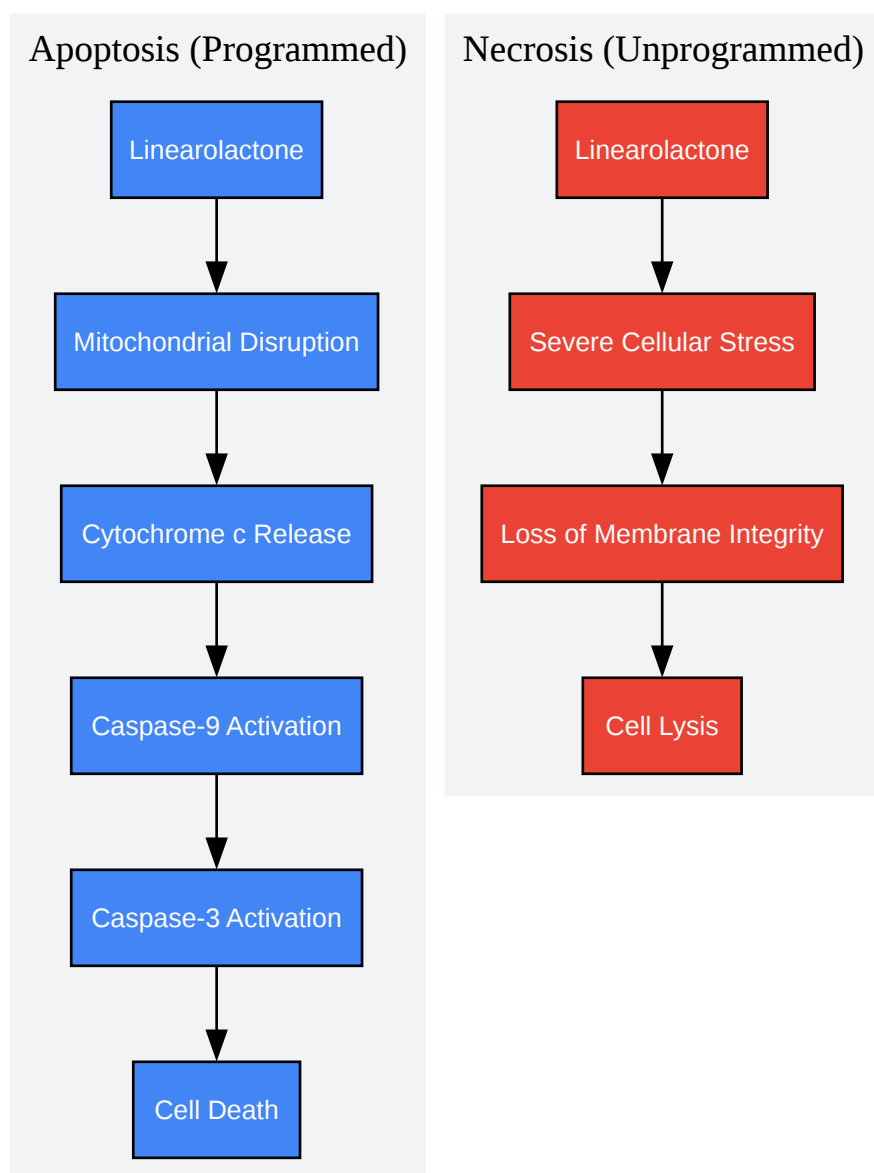 Apoptosis (Programmed)
Linearolactone
Mitochondrial Disruption
Cytochrome c Release
Caspase-9 Activation
Caspase-3 Activation
Cell Death
Necrosis (Unprogrammed)
Linearolactone
Severe Cellular Stress
Loss of Membrane Integrity
Cell Lysis